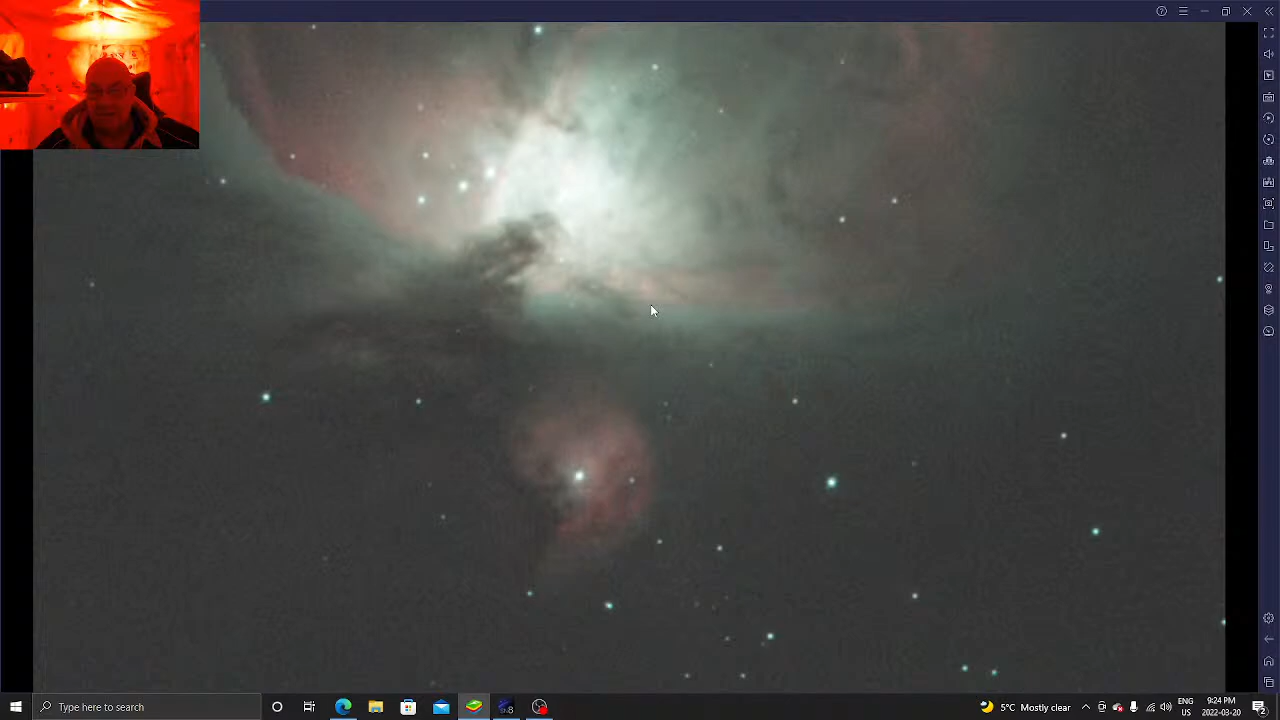 Type here to search
5°C Mostly clear
ENG
US
9:24 PM
2022-03-20